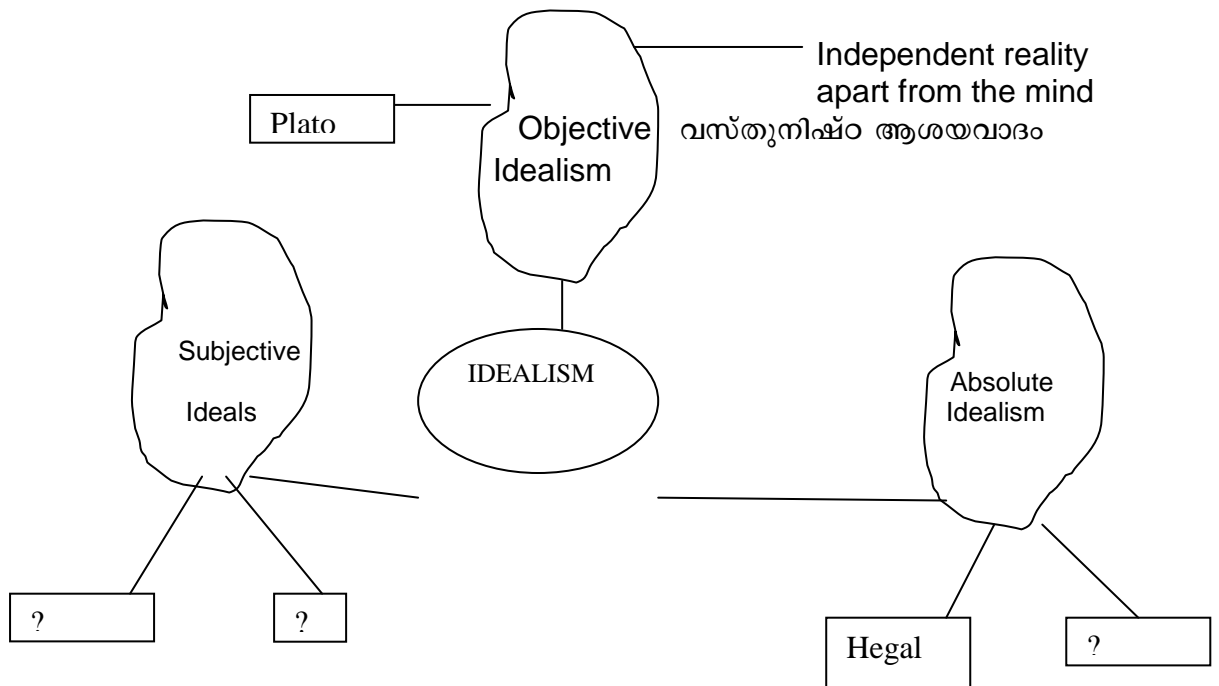 Independent reality
apart from the mind
Plato
Objective
Idealism
വസ്തുനിഷ്ഠ ആശയവാദം
Subjective
Ideals
IDEALISM
Absolute
Idealism
?
?
Hegal
?